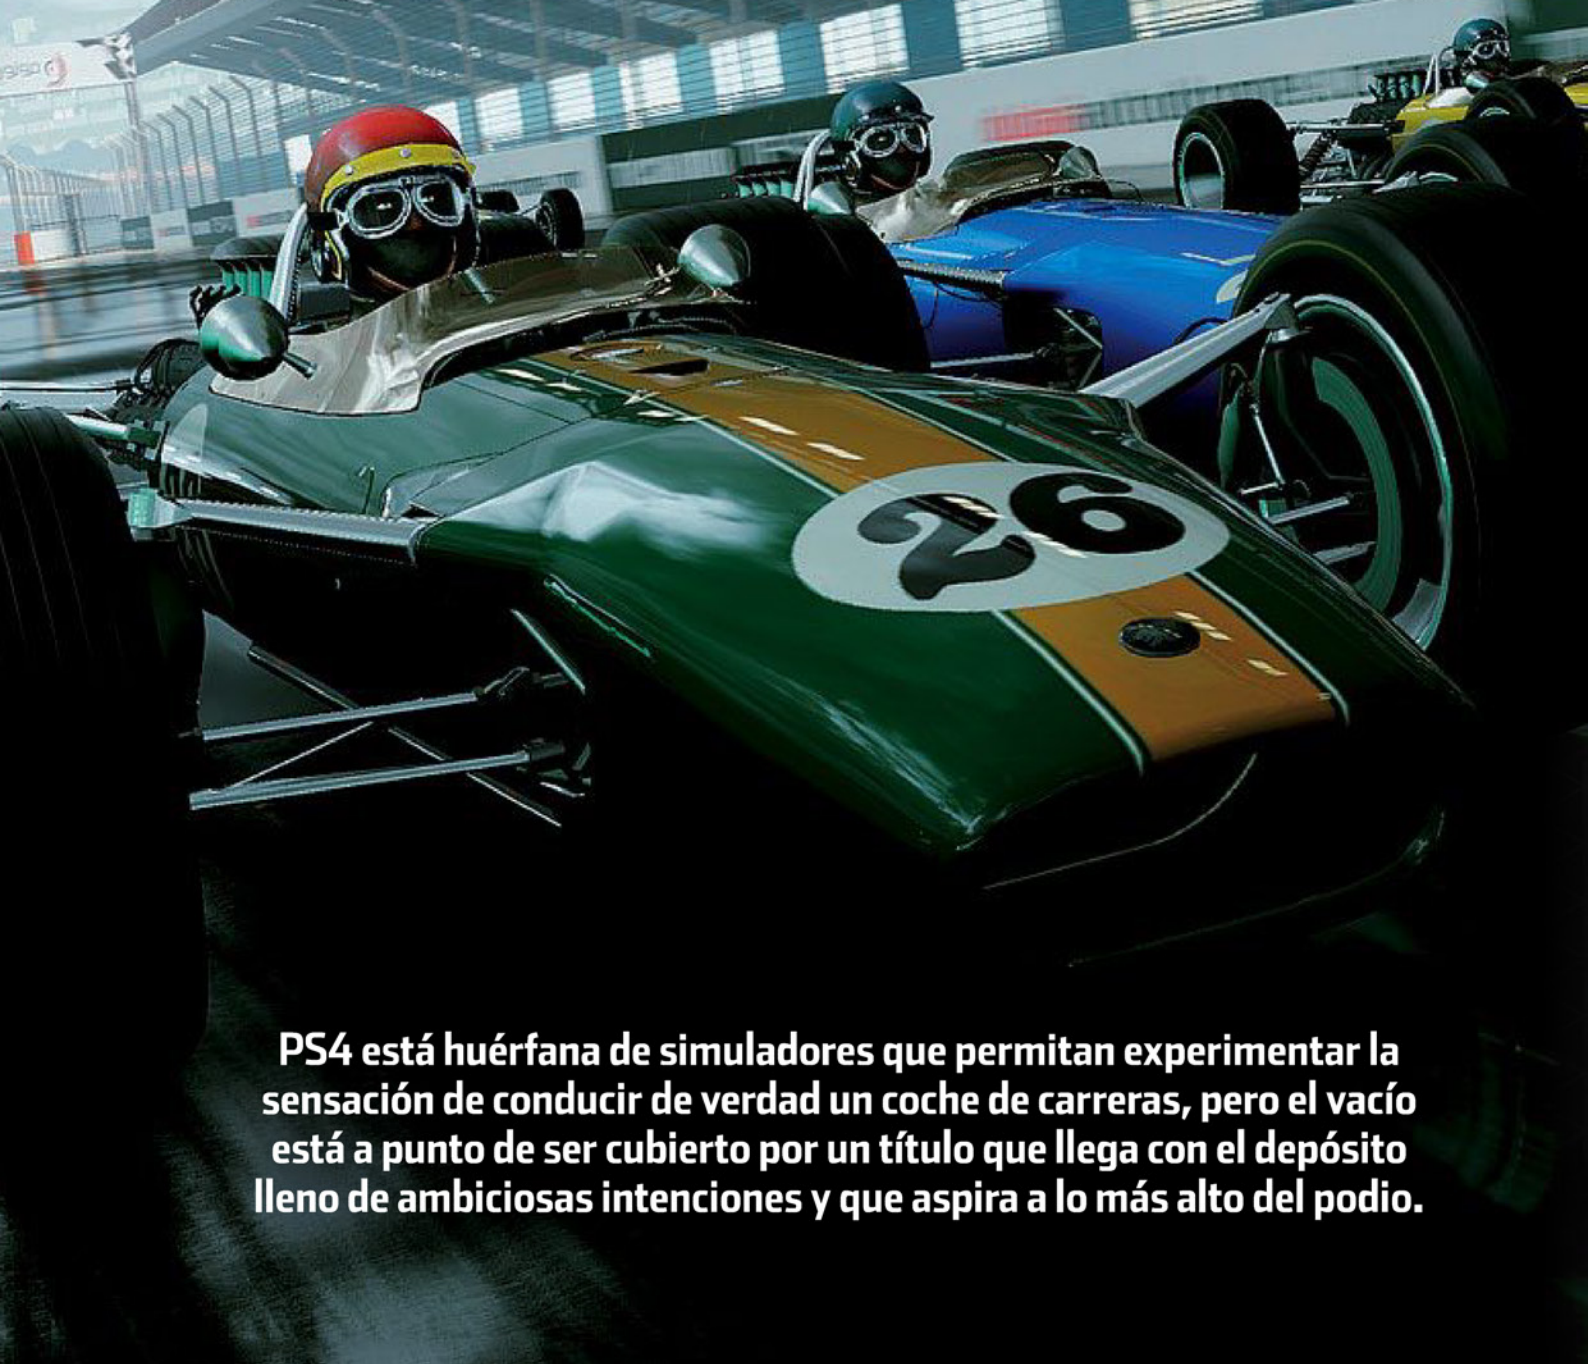 26
PS4 está huérfana de simuladores que permitan experimentar la
sensación de conducir de verdad un coche de carreras, pero el vacío
está a punto de ser cubierto por un título que llega con el depósito
lleno de ambiciosas intenciones y que aspira a lo más alto del podio.